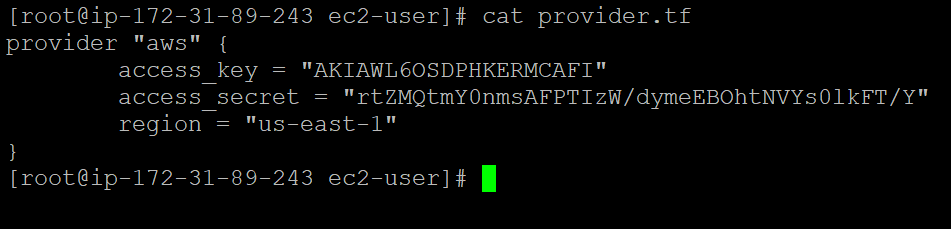 [root@ip-172-31-89-243 ec2-user]# cat provider.tf
provider "aws" {
        access_key = "AKIAWL6OSDPHKERMCAFI"
        access_secret = "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"
        region = "us-east-1"
}
[root@ip-172-31-89-243 ec2-user]#